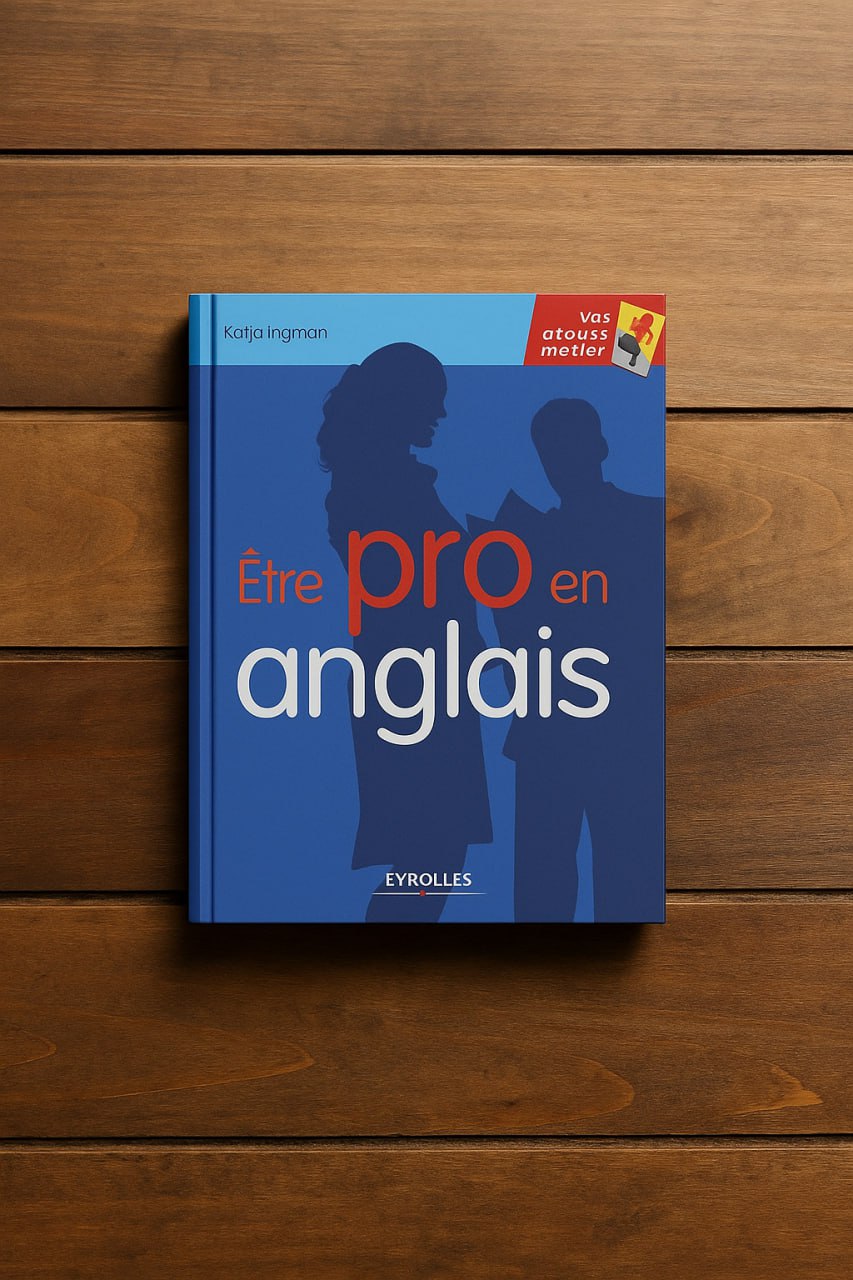 Katja ingman
Vas
atouss
metler
Être pro en
anglais
EYROLLES